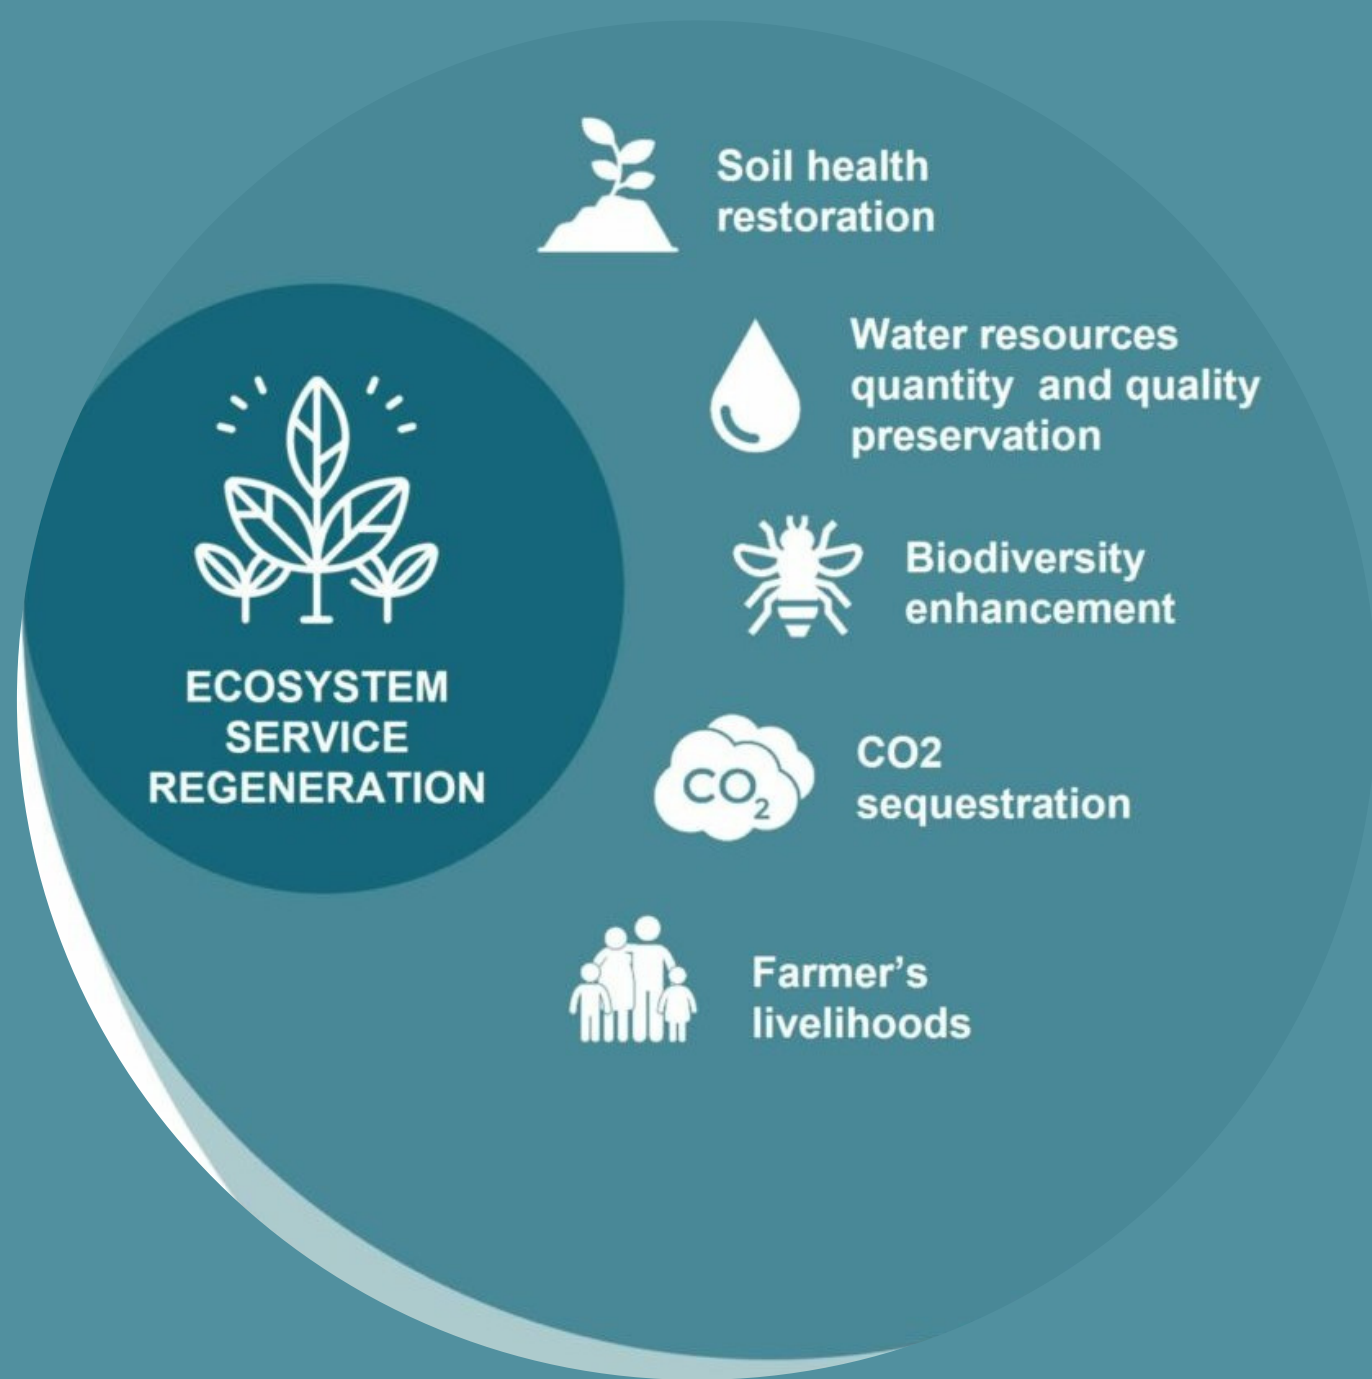 Soil health
restoration
Water resources
quantity  and quality
preservation
Biodiversity
enhancement
ECOSYSTEM
SERVICE
REGENERATION
CO2
sequestration
CO2
Farmer’s
livelihoods